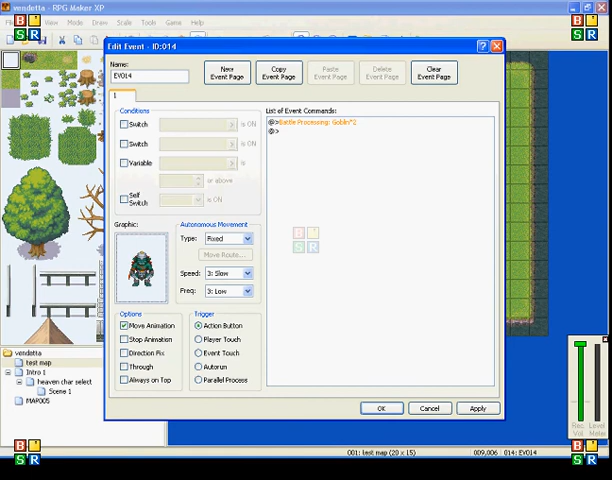 vendetta - RPG Maker XP
View Mode Draw Scale Tools Game Help
Edit Event - ID:014
Name:
EV014
New Event Page
Copy Event Page
Paste Event Page
Delete Event Page
Clear Event Page
1
Conditions
Switch is ON
Switch is ON
Variable is
or above
Self Switch is ON
List of Event Commands:
@>Battle Processing: Goblin*2
@>
Graphic:
Autonomous Movement
Type: Fixed
Move Route...
Speed: 3: Slow
Freq: 3: Low
Options
Move Animation
Stop Animation
Direction Fix
Through
Always on Top
Trigger
Action Button
Player Touch
Event Touch
Autorun
Parallel Process
OK Cancel Apply
vendetta
test map
Intro 1
heaven char select
Scene 1
MAP005
Rec Vol
Level Meter
001: test map (20 x 15) 009,006 014: EV014
B S R
B S R
B S R
B S R
B S R